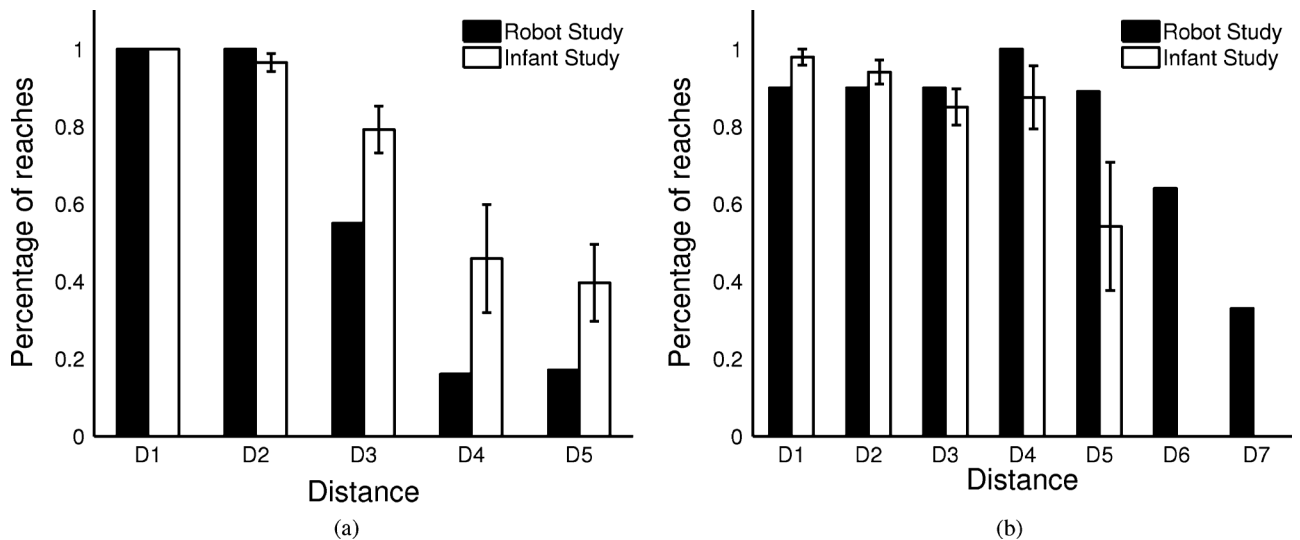 Robot Study
Infant Study
Percentage of reaches
1
0.8
0.6
0.4
0.2
0
D1 D2 D3 D4 D5
Distance
(a)
Robot Study
Infant Study
Percentage of reaches
1
0.8
0.6
0.4
0.2
0
D1 D2 D3 D4 D5 D6 D7
Distance
(b)